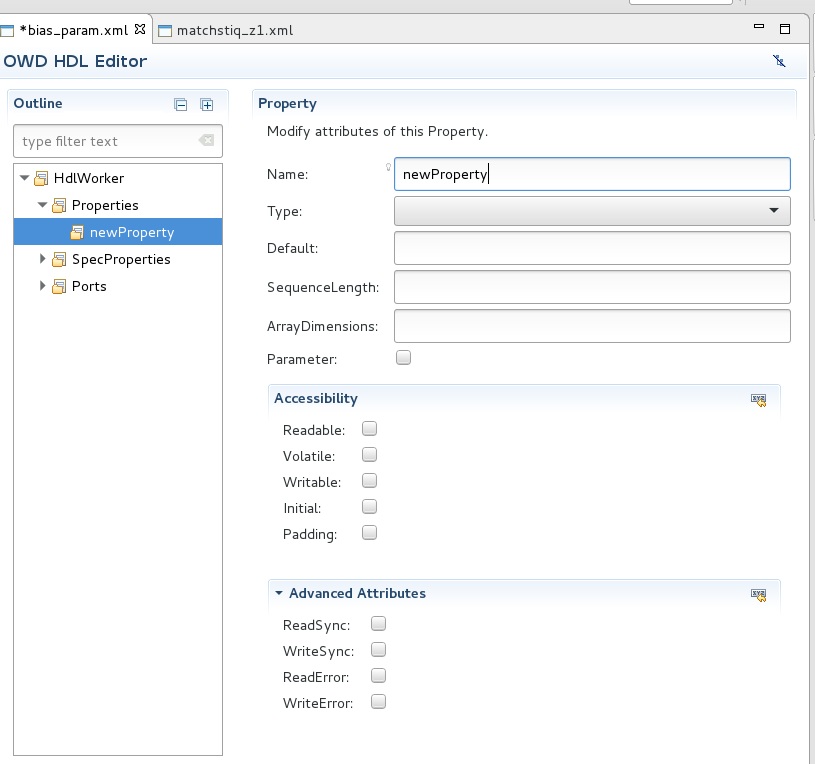 *bias_param.xml matchstiq_z1.xml
OWD HDL Editor
Outline
type filter text
HdlWorker
Properties
newProperty
SpecProperties
Ports
Property
Modify attributes of this Property.
Name: newProperty
Type:
Default:
SequenceLength:
ArrayDimensions:
Parameter:
Accessibility
Readable:
Volatile:
Writable:
Initial:
Padding:
Advanced Attributes
ReadSync:
WriteSync:
ReadError:
WriteError: